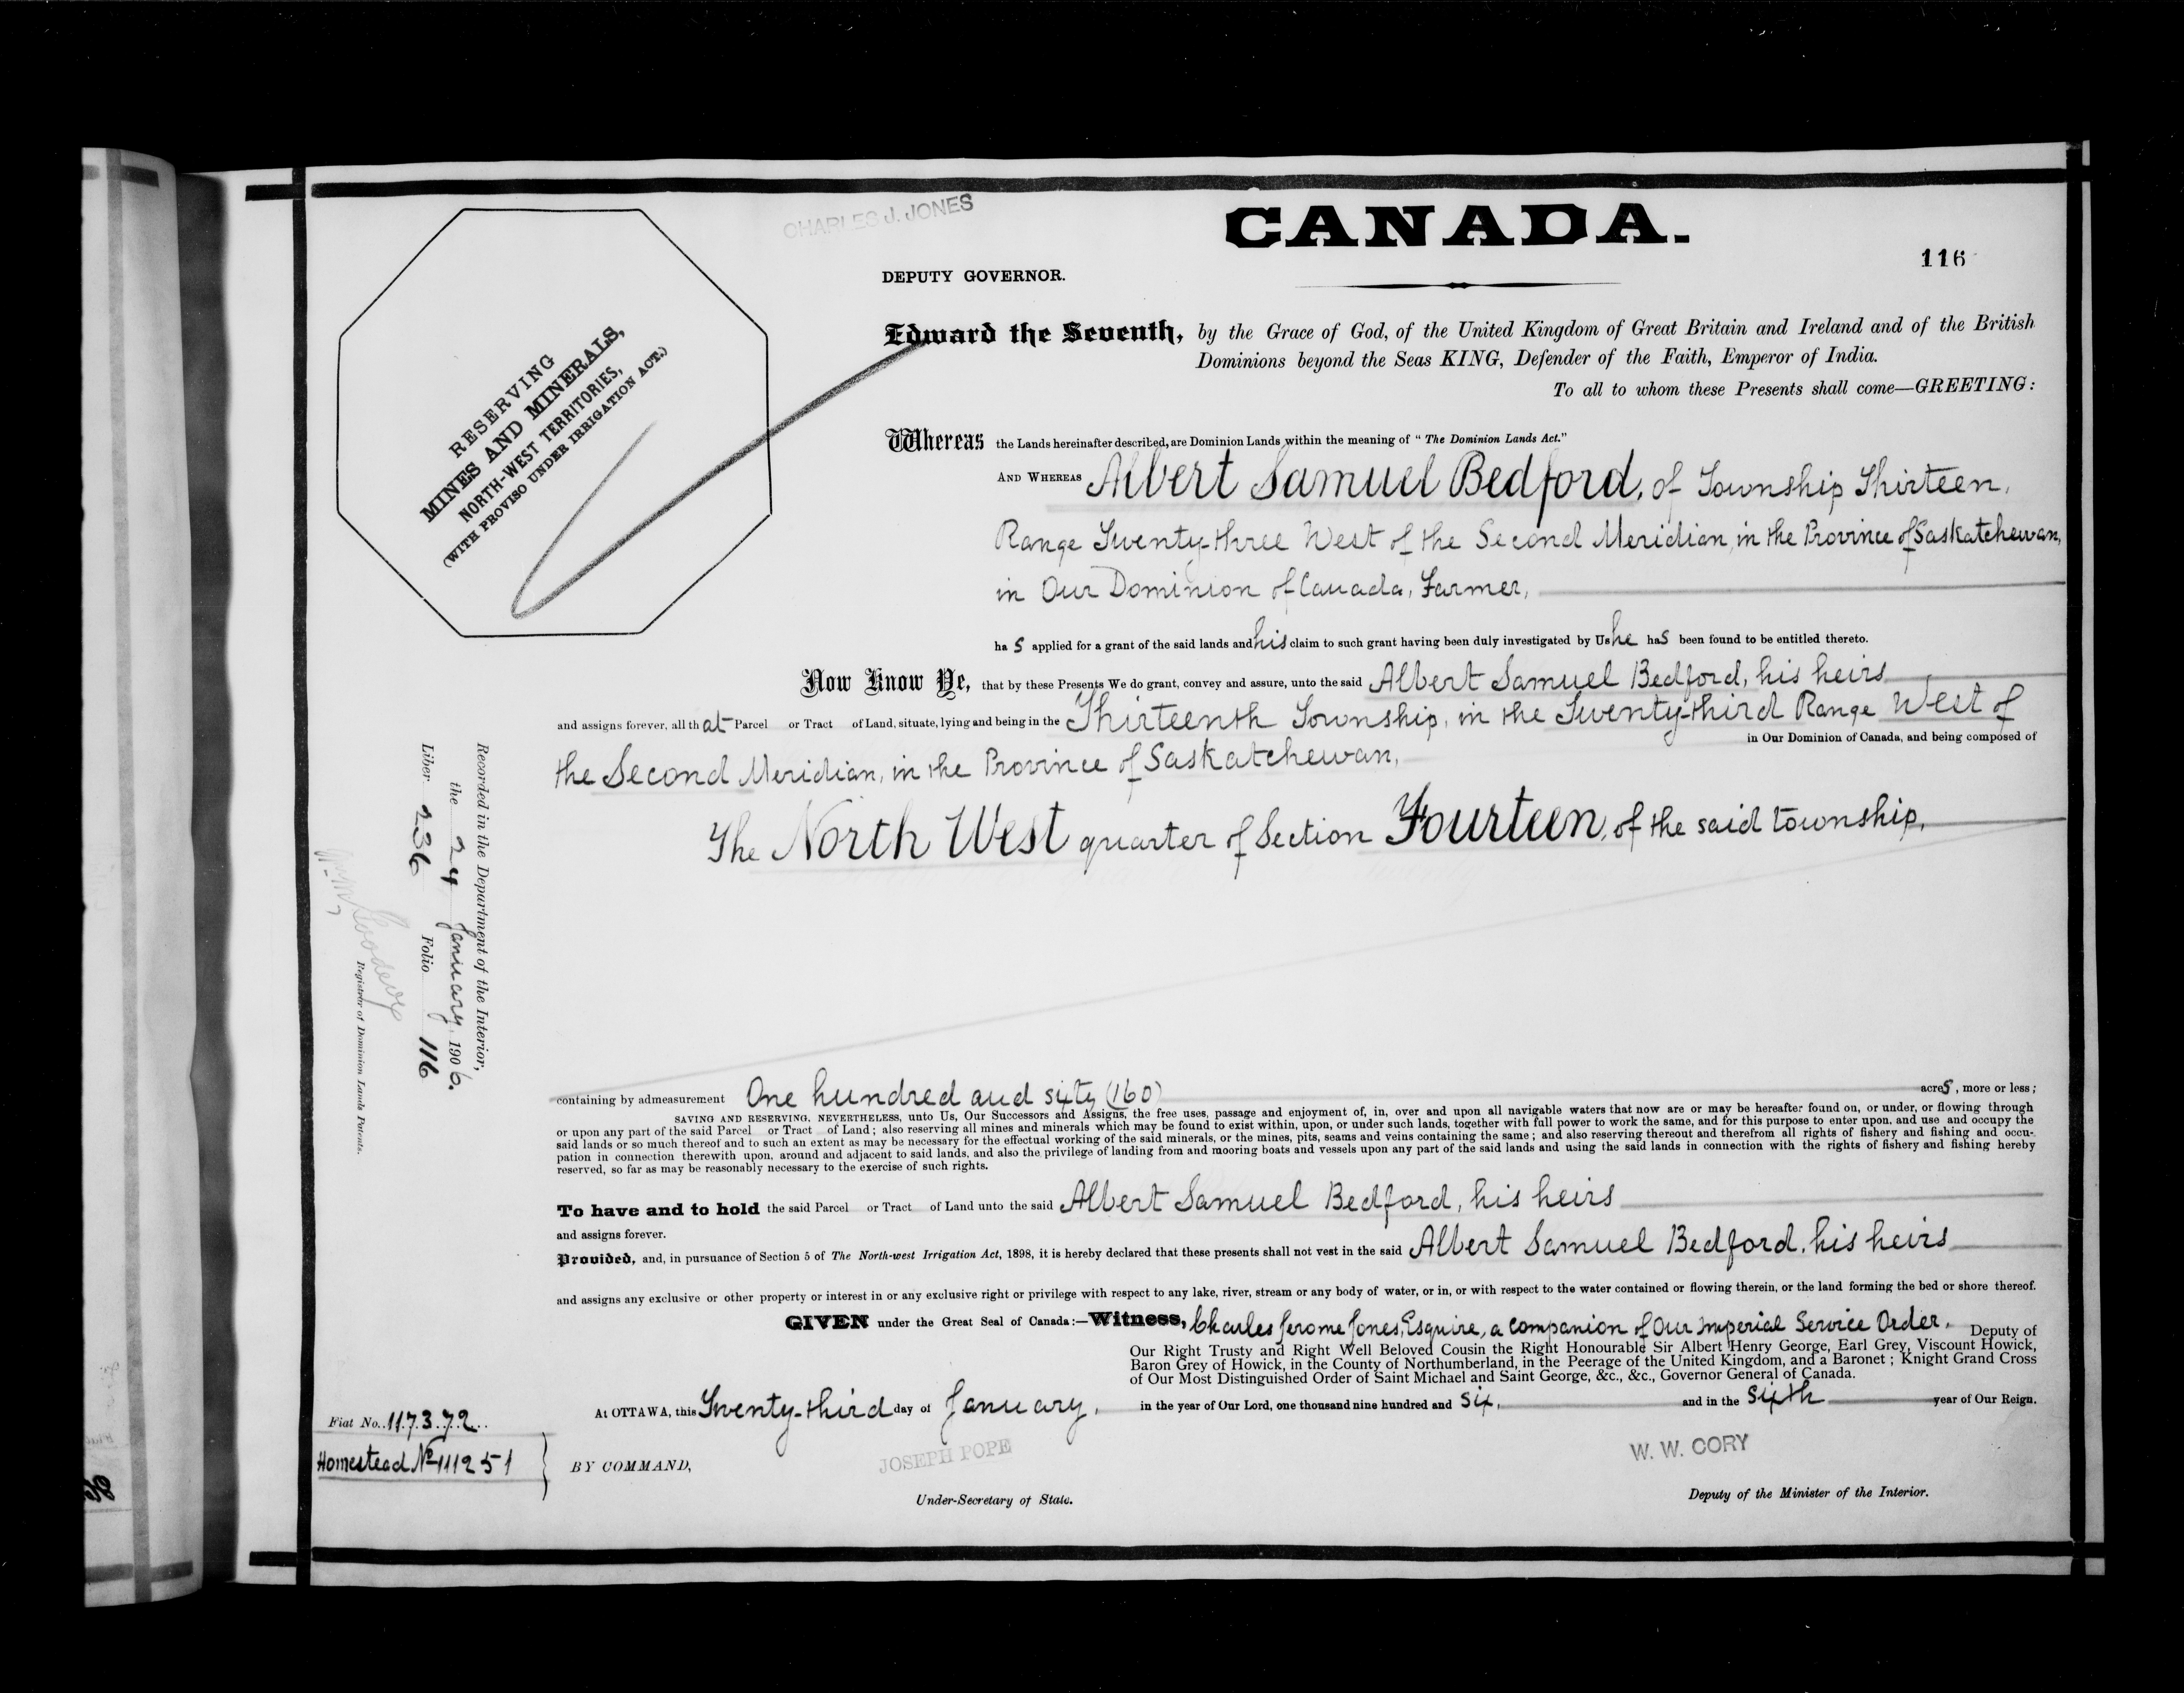 CHARLES J. JONES
CANADA.
116
DEPUTY GOVERNOR.
RESERVING
MINES AND MINERALS,
NORTH-WEST TERRITORIES,
(WITH PROVISO UNDER IRRIGATION ACT.)
Edward the Seventh, by the Grace of God, of the United Kingdom of Great Britain and Ireland and of the British
Dominions beyond the Seas KING, Defender of the Faith, Emperor of India.
To all to whom these Presents shall come—GREETING:
Whereas the Lands hereinafter described, are Dominion Lands within the meaning of "The Dominion Lands Act."
AND WHEREAS Albert Samuel Bedford, of Township Thirteen,
Range Twenty-three West of the Second Meridian, in the Province of Saskatchewan,
in Our Dominion of Canada, Farmer,
ha s applied for a grant of the said lands and his claim to such grant having been duly investigated by Us he has been found to be entitled thereto.
Now Know Ye, that by these Presents We do grant, convey and assure, unto the said Albert Samuel Bedford, his heirs
and assigns forever, all that Parcel or Tract of Land, situate, lying and being in the Thirteenth Township, in the Twenty-third Range West of
in Our Dominion of Canada, and being composed of
the Second Meridian, in the Province of Saskatchewan,
The North West quarter of Section Fourteen, of the said township,
Recorded in the Department of the Interior,
the 24 January, 1906.
Liber 236 Folio 116
Registrar of Dominion Lands Patents.
containing by admeasurement One hundred and sixty (160) acres, more or less;
SAVING AND RESERVING, NEVERTHELESS, unto Us, Our Successors and Assigns, the free uses, passage and enjoyment of, in, over and upon all navigable waters that now are or may be hereafter found on, or under, or flowing through
or upon any part of the said Parcel or Tract of Land; also reserving all mines and minerals which may be found to exist within, upon, or under such lands, together with full power to work the same, and for this purpose to enter upon, and use and occupy the
said lands or so much thereof and to such an extent as may be necessary for the effectual working of the said minerals, or the mines, pits, seams and veins containing the same; and also reserving thereout and therefrom all rights of fishery and fishing and occu-
pation in connection therewith upon, around and adjacent to said lands, and also the privilege of landing from and mooring boats and vessels upon any part of the said lands and using the said lands in connection with the rights of fishery and fishing hereby
reserved, so far as may be reasonably necessary to the exercise of such rights.
To have and to hold the said Parcel or Tract of Land unto the said Albert Samuel Bedford, his heirs
and assigns forever.
Provided, and, in pursuance of Section 5 of The North-west Irrigation Act, 1898, it is hereby declared that these presents shall not vest in the said Albert Samuel Bedford, his heirs
and assigns any exclusive or other property or interest in or any exclusive right or privilege with respect to any lake, river, stream or any body of water, or in, or with respect to the water contained or flowing therein, or the land forming the bed or shore thereof.
GIVEN under the Great Seal of Canada:—Witness, Charles Jerome Jones, Esquire, a companion of Our Imperial Service Order. Deputy of
Our Right Trusty and Right Well Beloved Cousin the Right Honourable Sir Albert Henry George, Earl Grey, Viscount Howick,
Baron Grey of Howick, in the County of Northumberland, in the Peerage of the United Kingdom, and a Baronet; Knight Grand Cross
of Our Most Distinguished Order of Saint Michael and Saint George, &c., &c., Governor General of Canada.
At OTTAWA, this Twenty-third day of January, in the year of Our Lord, one thousand nine hundred and six, and in the sixth year of Our Reign.
Fiat No. 117372
Homestead No 111251
BY COMMAND,
JOSEPH POPE
Under-Secretary of State.
W. W. CORY
Deputy of the Minister of the Interior.